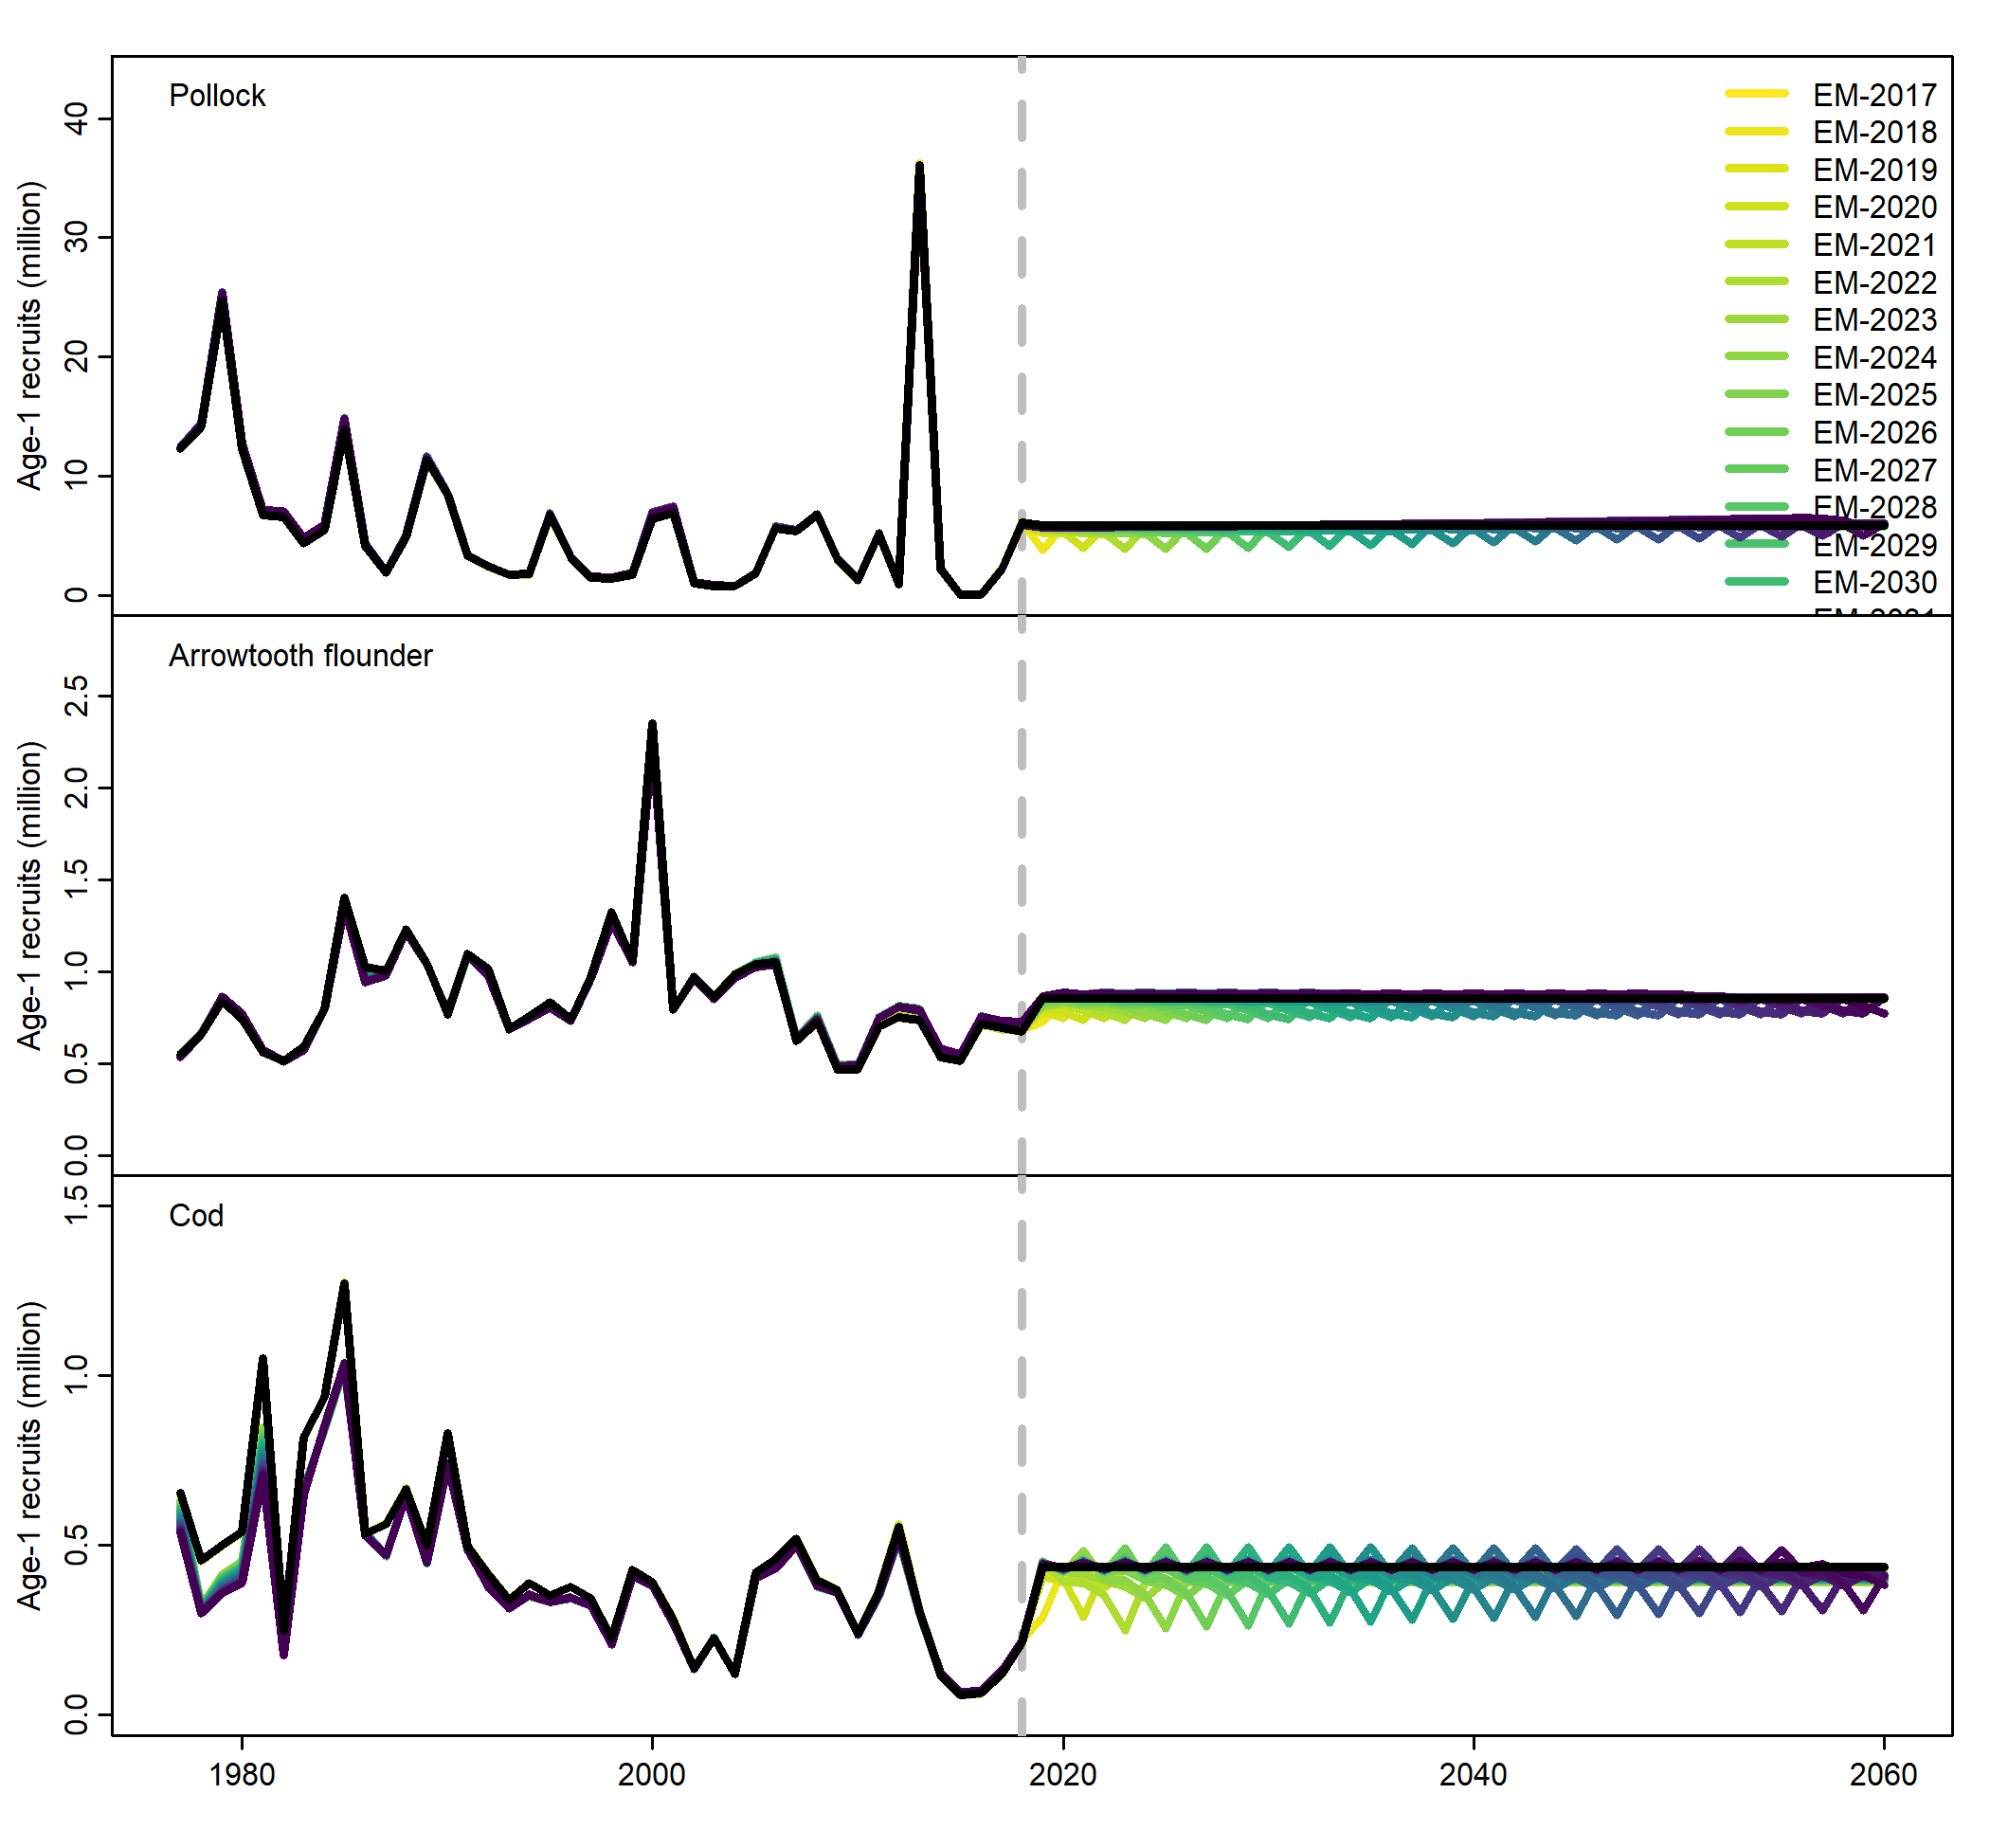 Pollock
Age-1 recruits (million)
40
30
20
10
0
EM-2017
EM-2018
EM-2019
EM-2020
EM-2021
EM-2022
EM-2023
EM-2024
EM-2025
EM-2026
EM-2027
EM-2028
EM-2029
EM-2030
Arrowtooth flounder
Age-1 recruits (million)
2.5
2.0
1.5
1.0
0.5
0.0
Cod
Age-1 recruits (million)
1.5
1.0
0.5
0.0
1980 2000 2020 2040 2060